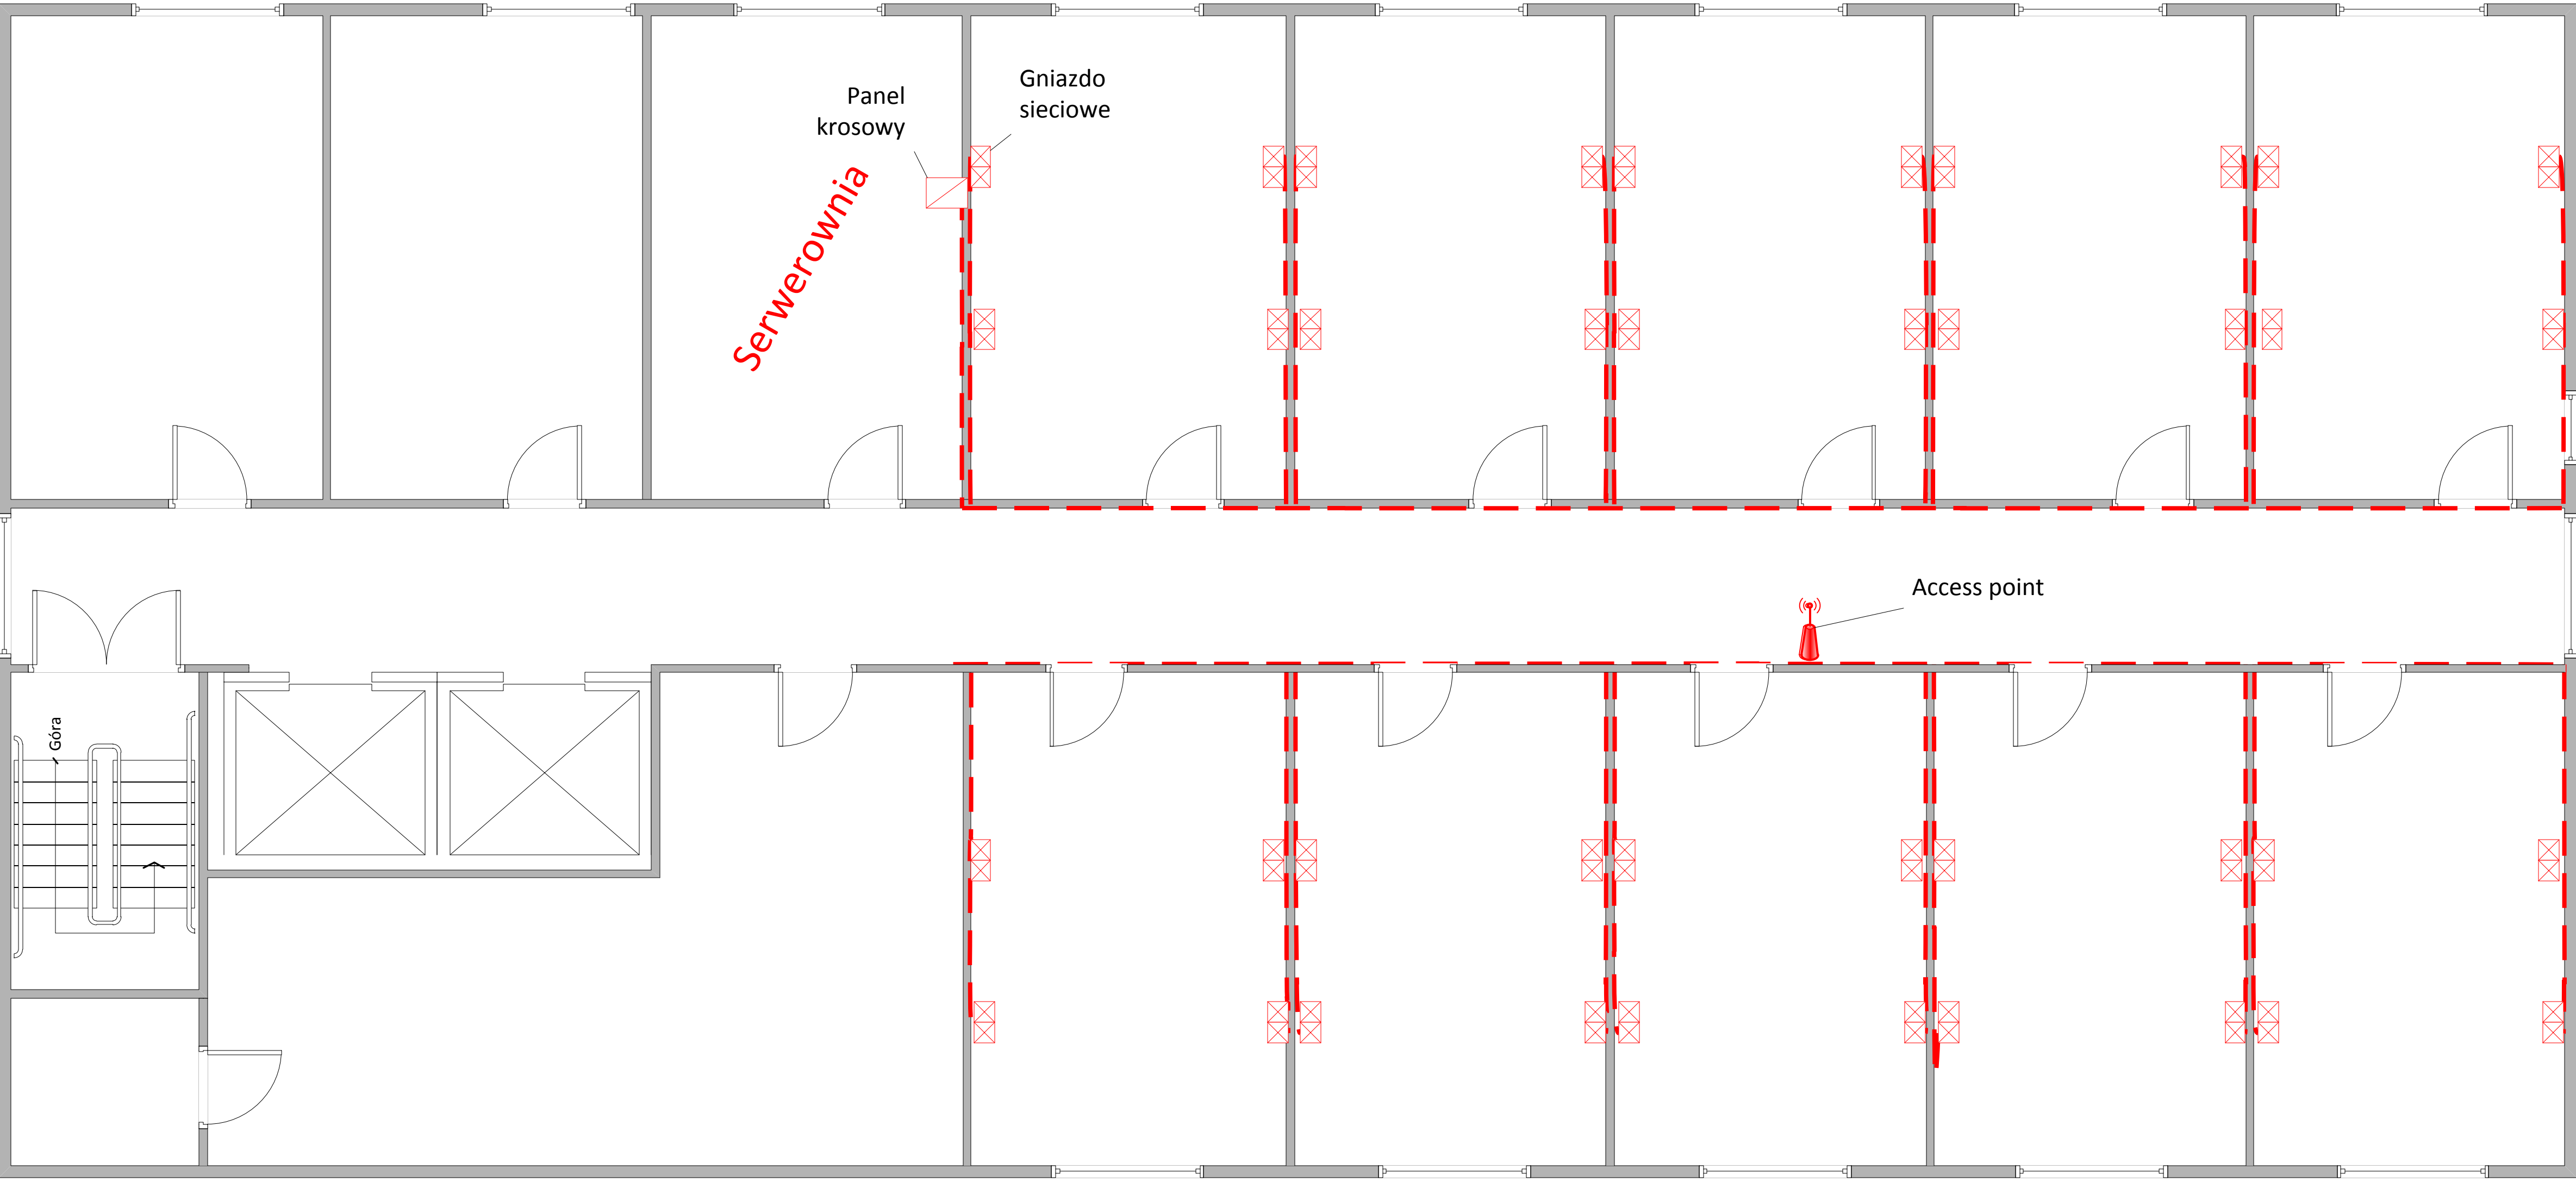 Gniazdo
sieciowe
Panel
krosowy
Serwerownia
Access point
Góra